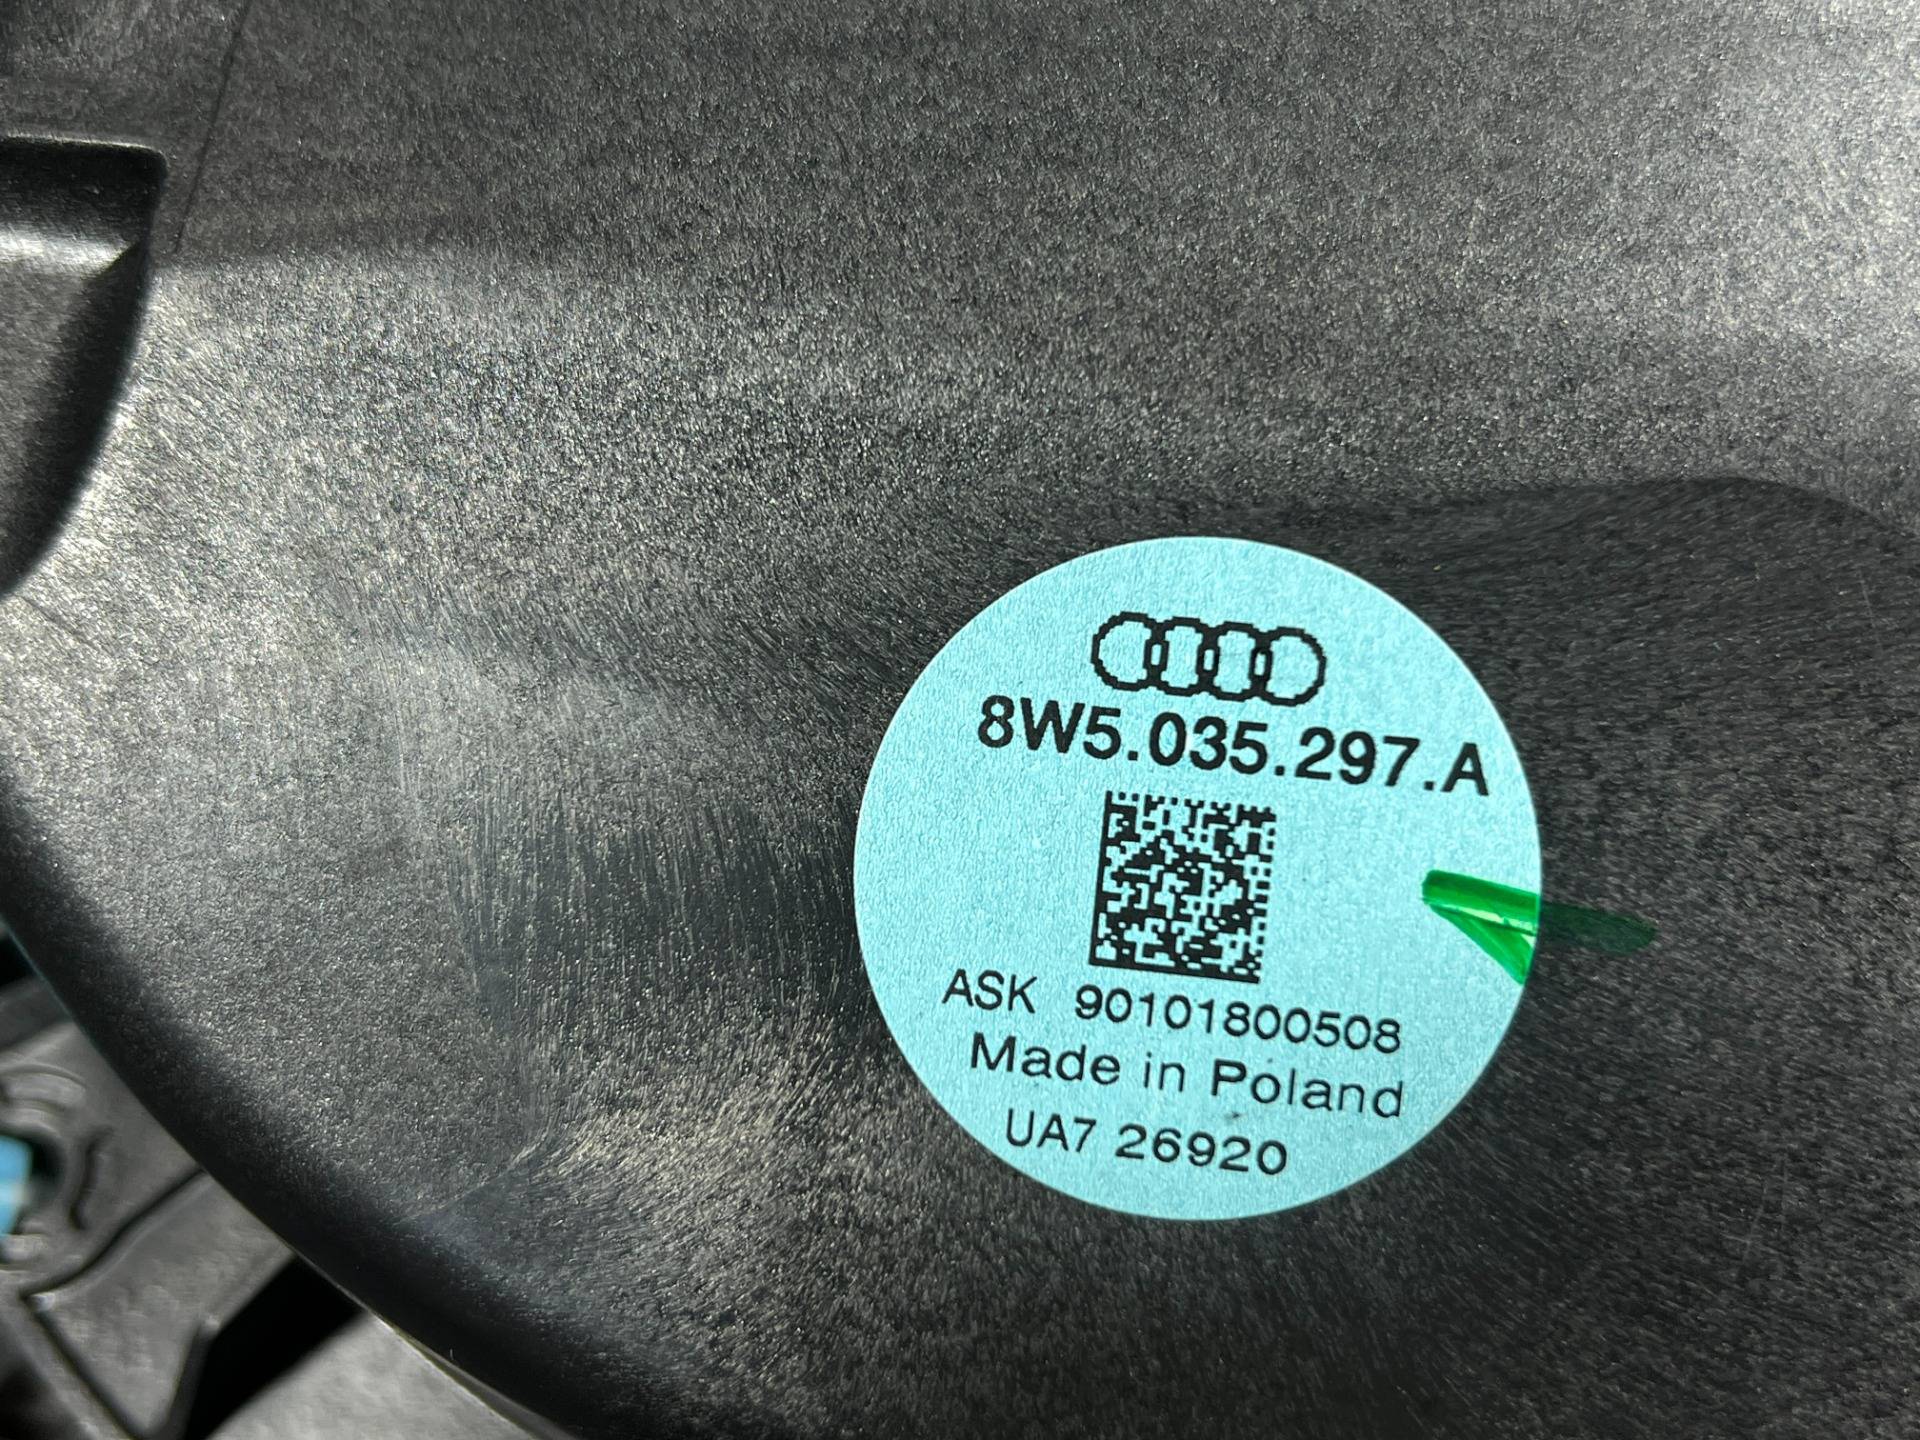 8W5.035.297.A
ASK 90101800508
Made in Poland
UA7 26920